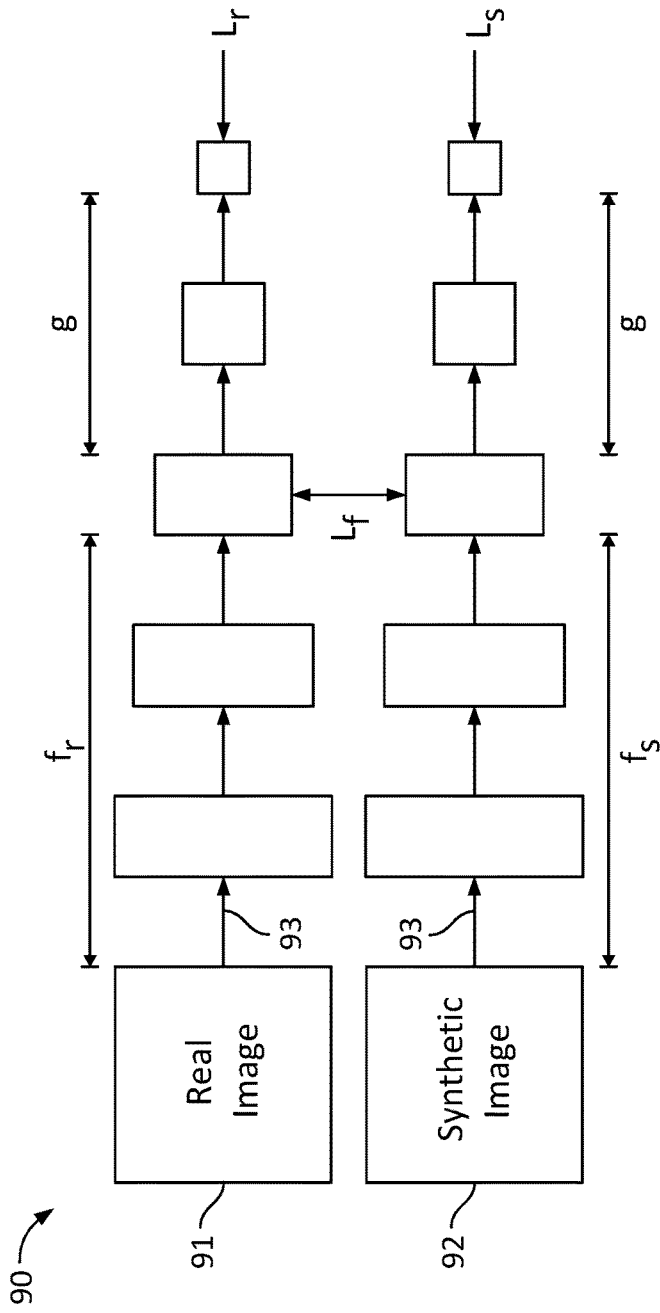 90
f_r
g
91
Real
Image
93
L_r
L_f
92
Synthetic
Image
93
L_s
f_s
g